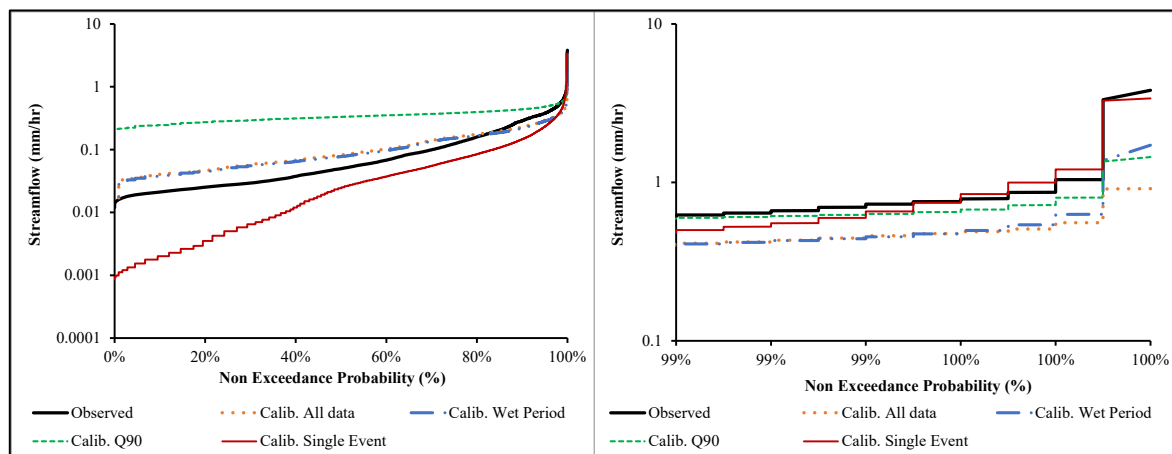 10
1
0.1
0.01
0.001
0.0001
Streamflow (mm/hr)
0% 20% 40% 60% 80% 100%
Non Exceedance Probability (%)
Observed Calib. All data Calib. Wet Period
Calib. Q90 Calib. Single Event
10
1
0.1
Streamflow (mm/hr)
99% 99% 99% 100% 100% 100%
Non Exceedance Probability (%)
Observed Calib. All data Calib. Wet Period
Calib. Q90 Calib. Single Event